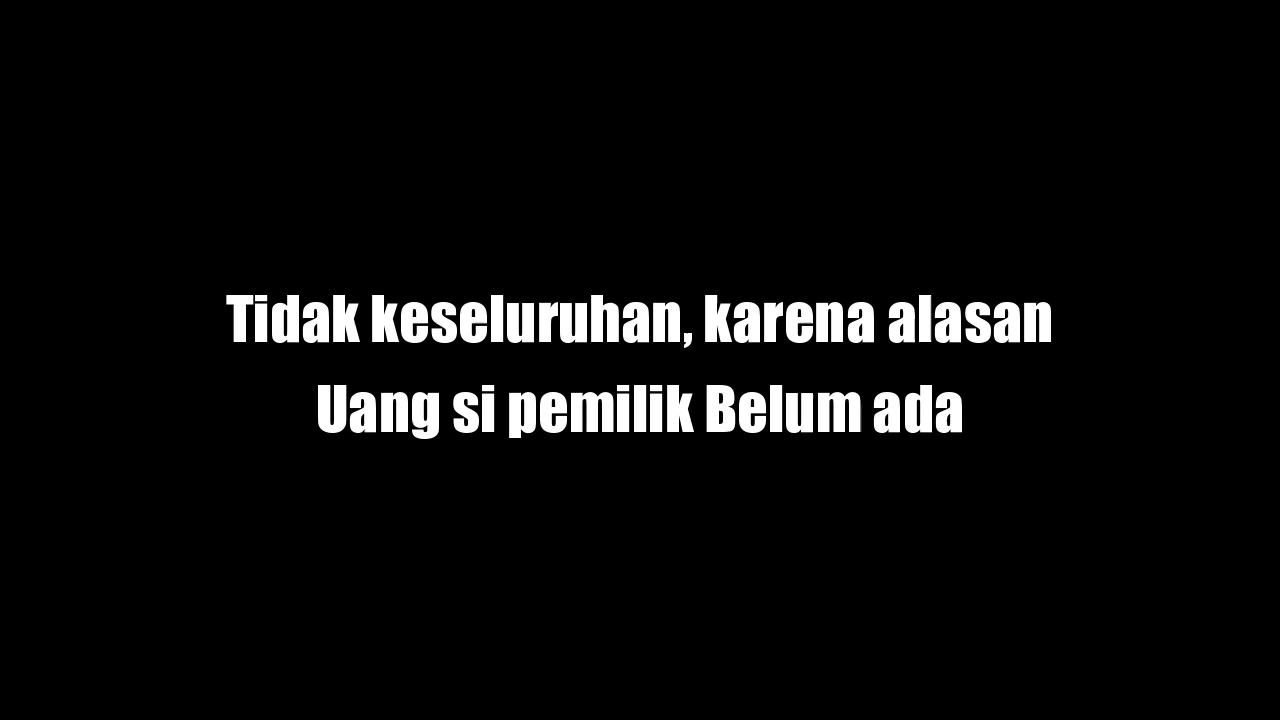 Tidak keseluruhan, karena alasan
Uang si pemilik Belum ada